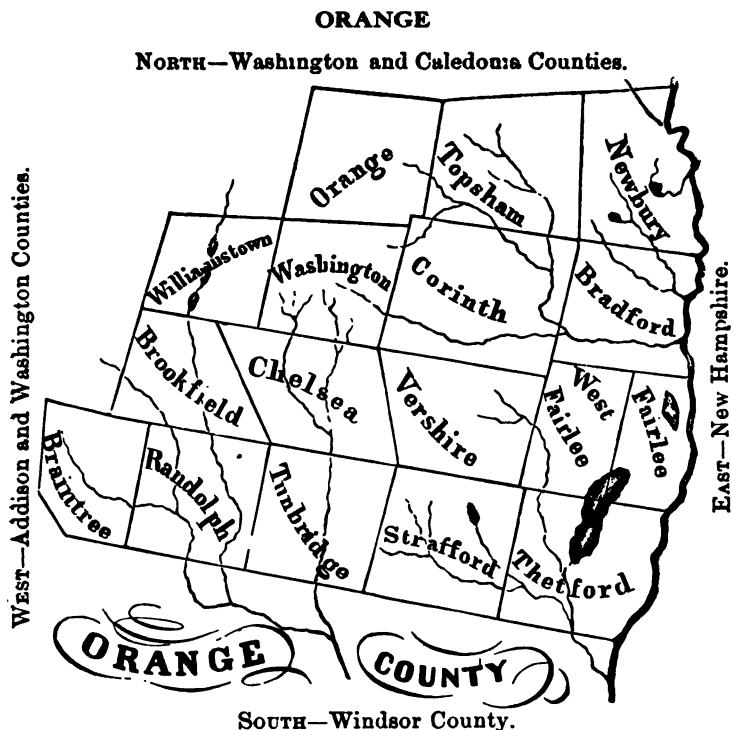 ORANGE
NORTH—Washington and Caledonia Counties.
WEST—Addison and Washington Counties.
EAST—New Hampshire.
Orange
Topsham
Newbury
Williamstown
Washington
Corinth
Bradford
Brookfield
Chelsea
Vershire
West
Fairlee
Fairlee
Braintree
Randolph
Tunbridge
Strafford
Thetford
ORANGE
COUNTY
SOUTH—Windsor County.